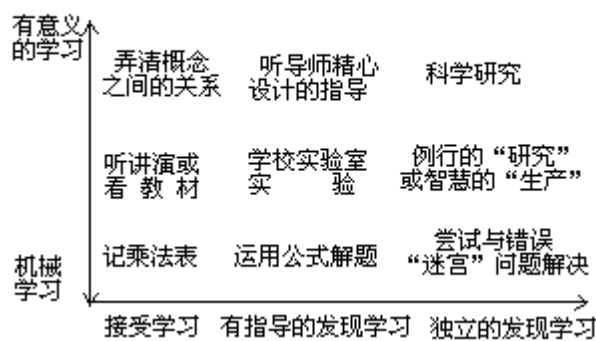 有意义
的学习
弄清概念
之间的关系
听导师精心
设计的指导
科学研究
听讲演或
看教材
学校实验室
实验
例行的“研究”
或智慧的“生产”
机械
学习
记乘法表
运用公式解题
尝试与错误
“迷宫”问题解决
接受学习
有指导的发现学习
独立的发现学习